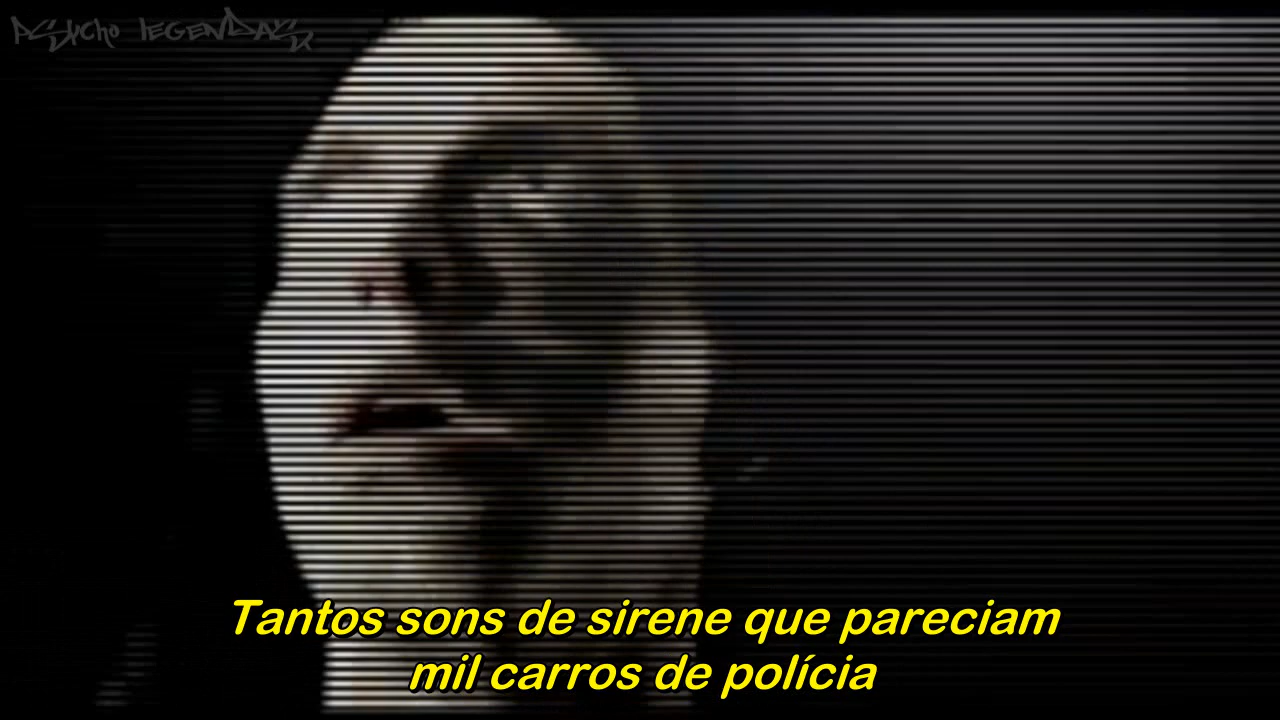 PSYCHO LEGENDAS
Tantos sons de sirene que pareciam
mil carros de polícia